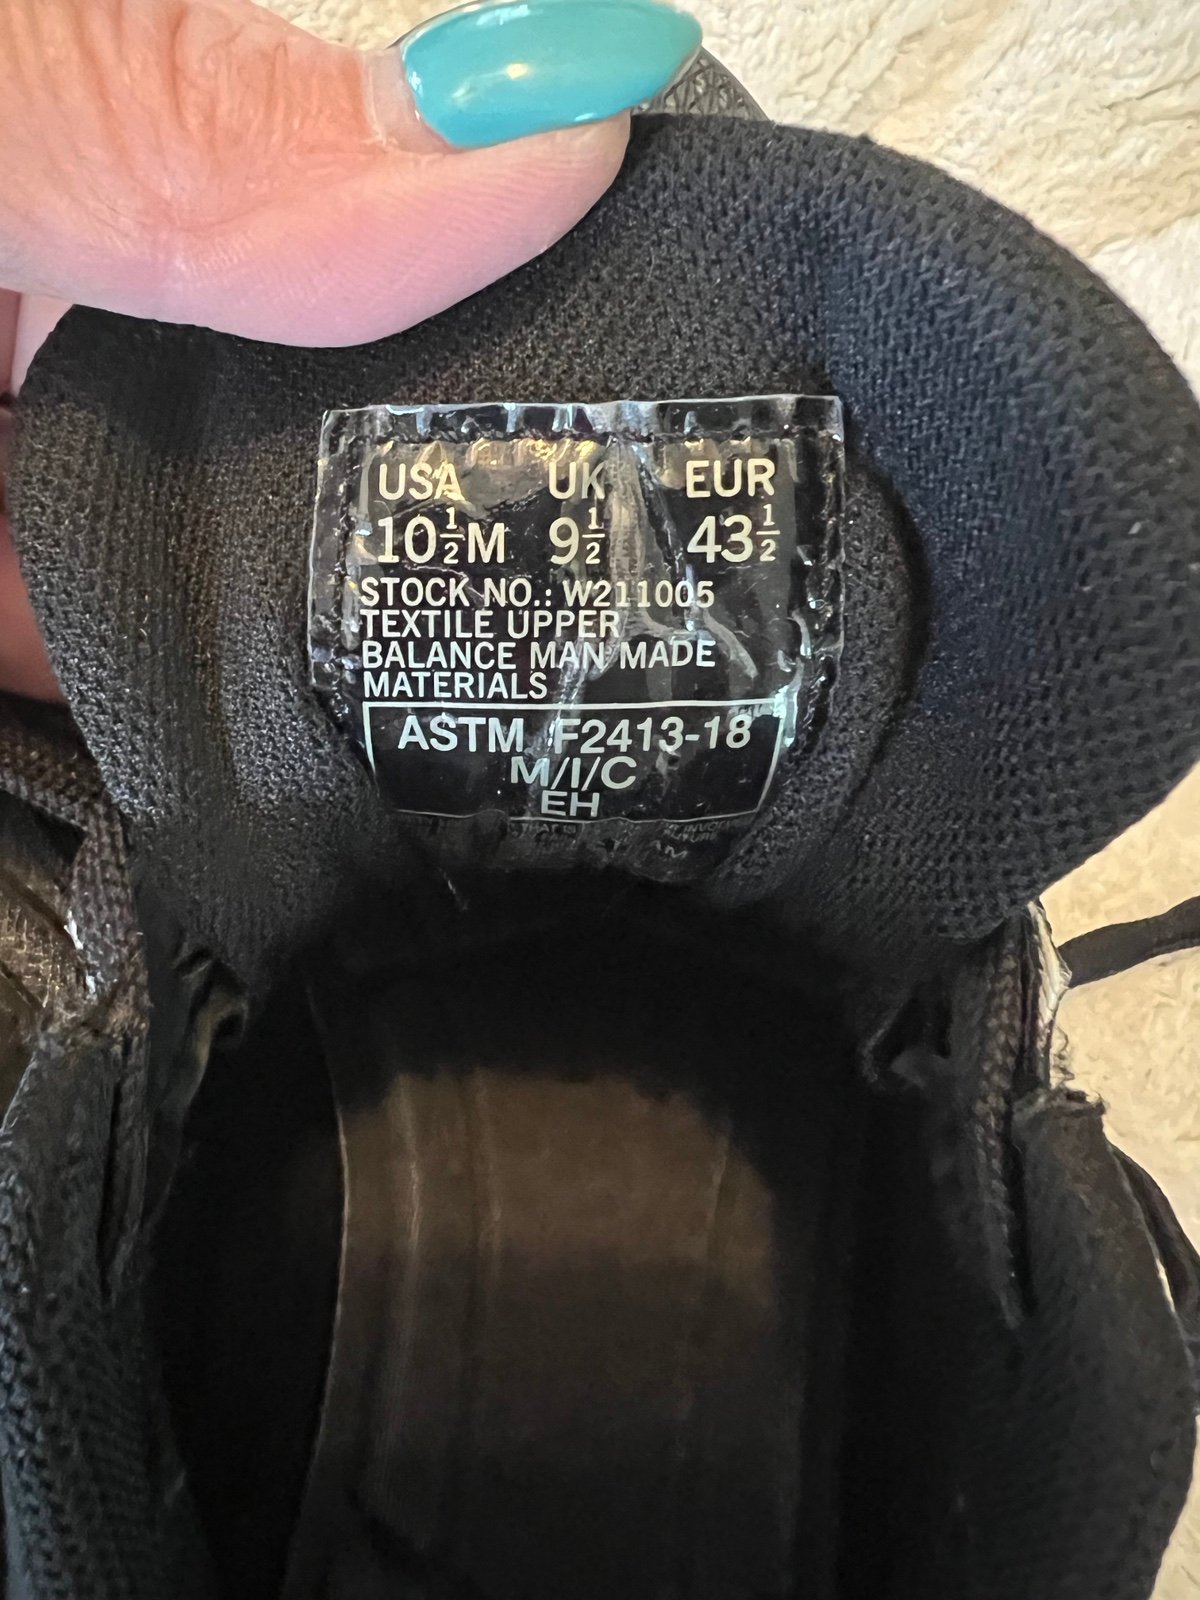 USA UK EUR
10½M 9½ 43½
STOCK NO.: W211005
TEXTILE UPPER
BALANCE MAN MADE
MATERIALS
ASTM F2413-18
M/I/C
EH